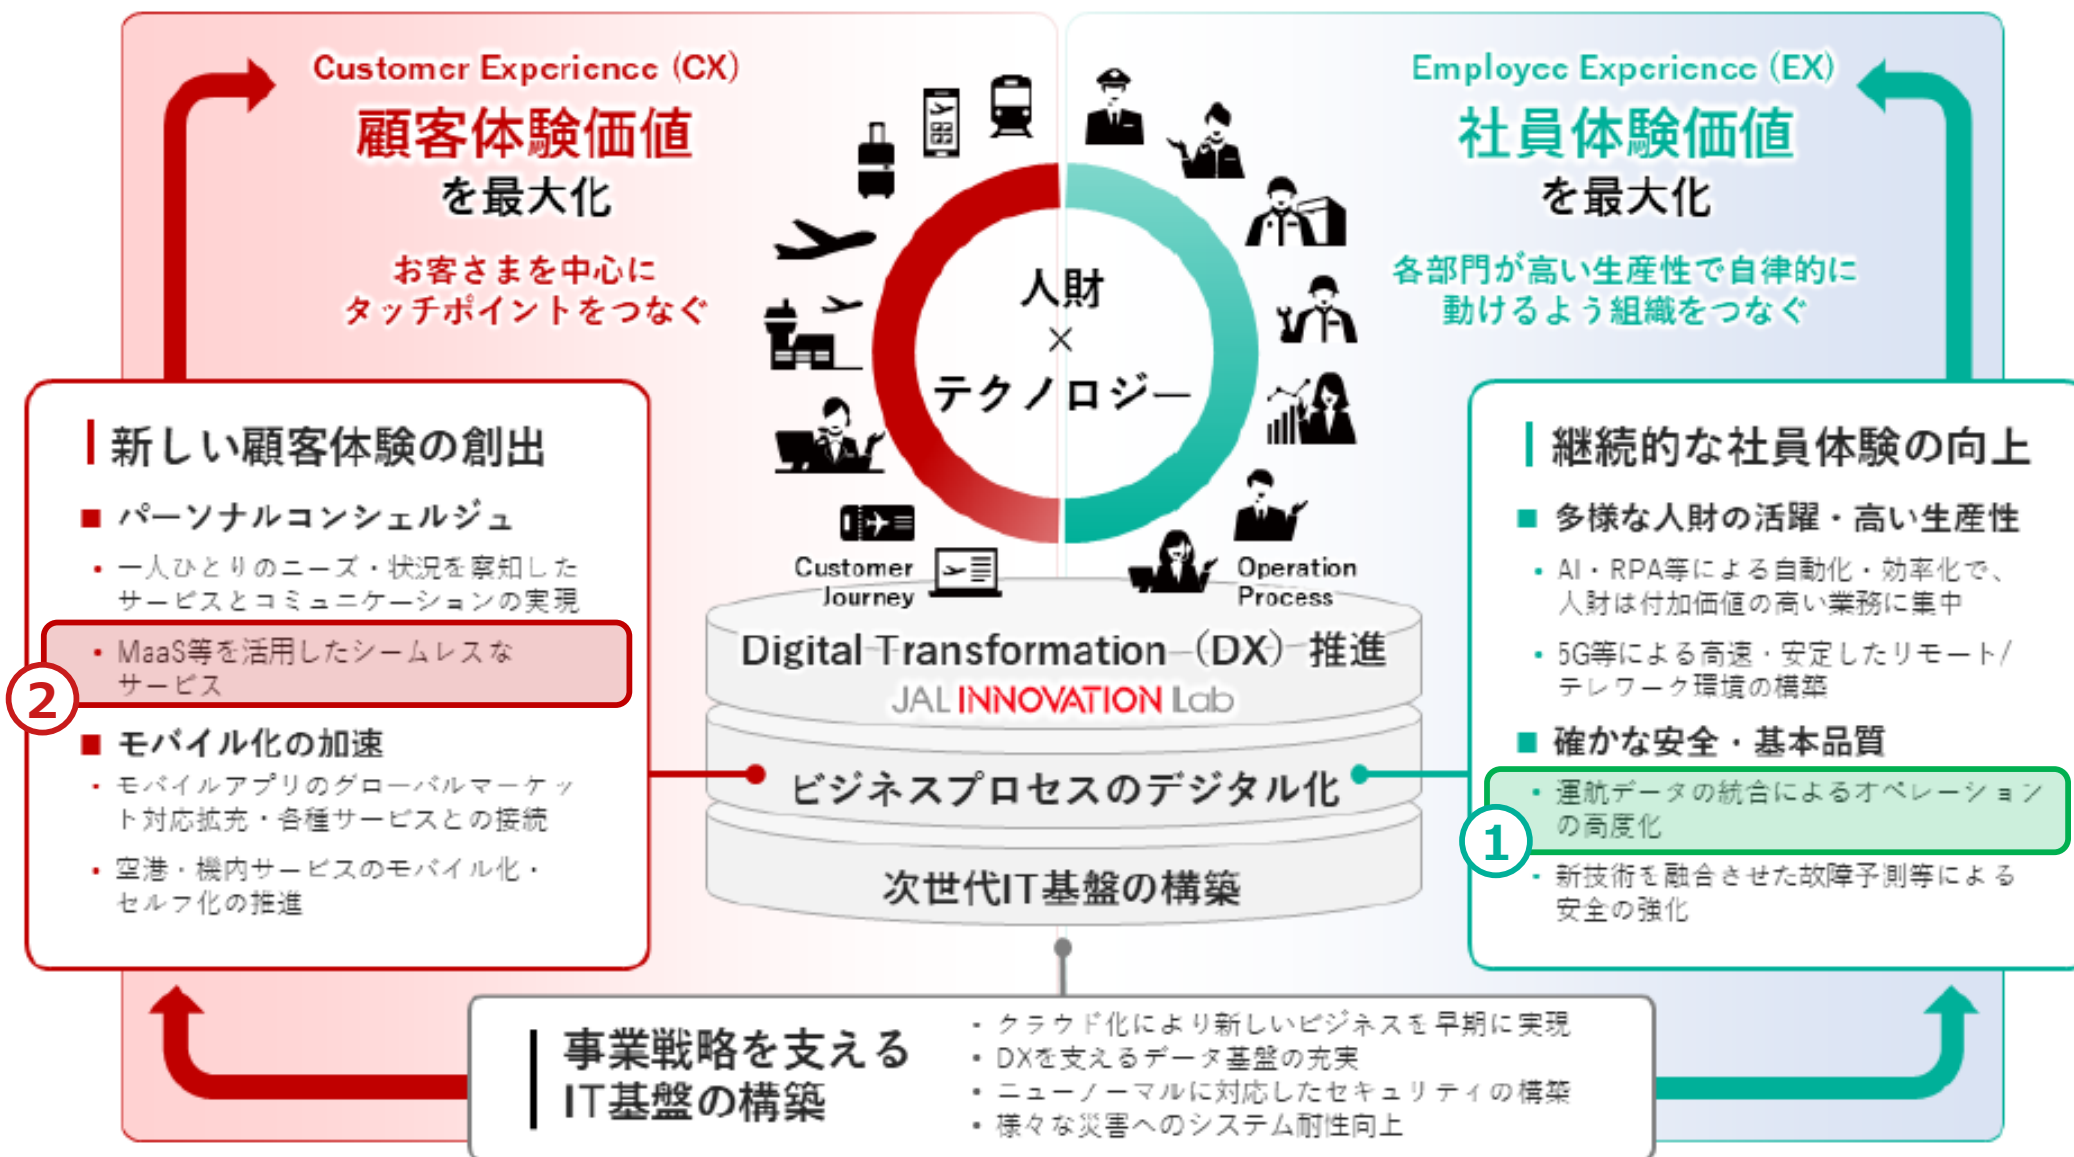 Customer Experience (CX)
顧客体験価値
を最大化
お客さまを中心に
タッチポイントをつなぐ
Employee Experience (EX)
社員体験価値
を最大化
各部門が高い生産性で自律的に
動けるよう組織をつなぐ
人財
×
テクノロジー
新しい顧客体験の創出
■ パーソナルコンシェルジュ
・一人ひとりのニーズ・状況を察知した
サービスとコミュニケーションの実現
・MaaS等を活用したシームレスな
サービス
2
■ モバイル化の加速
・モバイルアプリのグローバルマーケッ
ト対応拡充・各種サービスとの接続
・空港・機内サービスのモバイル化・
セルフ化の推進
Customer
Journey
Operation
Process
Digital Transformation（DX）推進
JAL INNOVATION Lab
ビジネスプロセスのデジタル化
次世代IT基盤の構築
継続的な社員体験の向上
■ 多様な人財の活躍・高い生産性
・AI・RPA等による自動化・効率化で、
人財は付加価値の高い業務に集中
・5G等による高速・安定したリモート/
テレワーク環境の構築
■ 確かな安全・基本品質
・運航データの統合によるオペレーション
の高度化
1
・新技術を融合させた故障予測等による
安全の強化
事業戦略を支える
IT基盤の構築
・クラウド化により新しいビジネスを早期に実現
・DXを支えるデータ基盤の充実
・ニューノーマルに対応したセキュリティの構築
・様々な災害へのシステム耐性向上